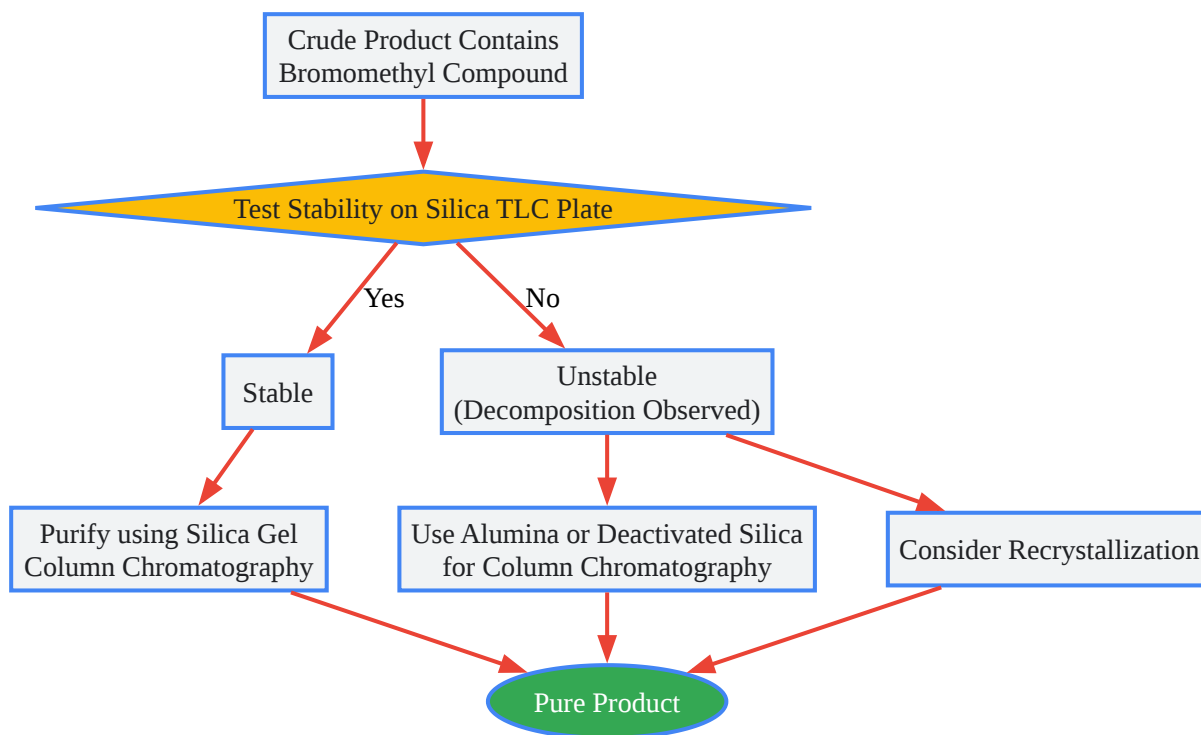 Crude Product Contains
Bromomethyl Compound
Test Stability on Silica TLC Plate
Yes
No
Stable
Unstable
(Decomposition Observed)
Purify using Silica Gel
Column Chromatography
Use Alumina or Deactivated Silica
for Column Chromatography
Consider Recrystallization
Pure Product